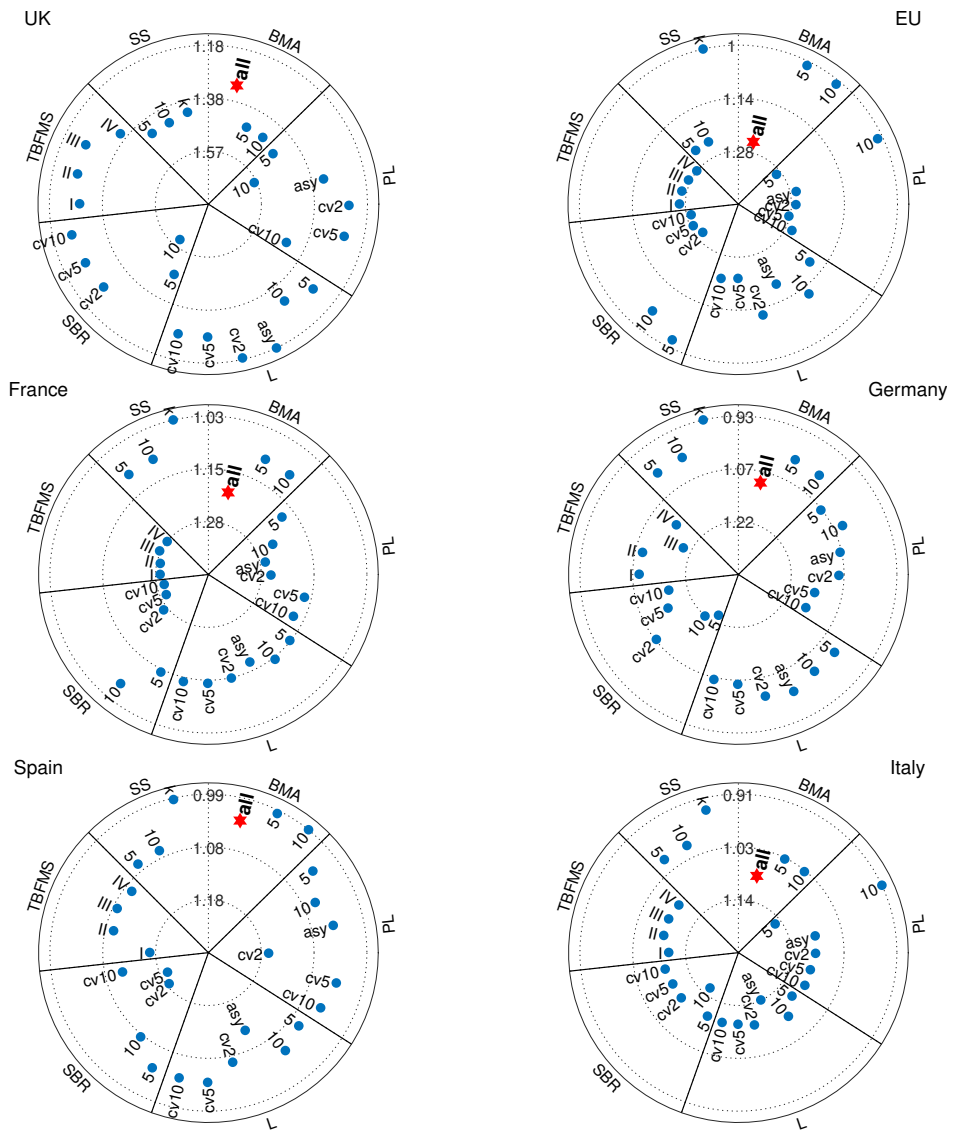 UK
SS
BMA
PL
L
SBR
TBFMS
1.18
1.38
1.57
all
5
10
5
10
asy
cv2
cv5
cv10
5
10
asy
cv2
cv5
cv10
5
10
cv2
cv5
cv10
I
II
III
IV
5
10
k
EU
SS
BMA
PL
L
SBR
TBFMS
1
1.14
1.28
all
5
10
10
5
asy
cv2
cv5
cv10
5
10
asy
cv2
cv5
cv10
5
10
cv2
cv5
cv10
I
II
III
IV
5
10
k
France
SS
BMA
PL
L
SBR
TBFMS
1.03
1.15
1.28
all
5
10
5
10
asy
cv2
cv5
cv10
5
10
asy
cv2
cv5
cv10
5
10
cv2
cv5
cv10
I
II
III
IV
5
10
k
Germany
SS
BMA
PL
L
SBR
TBFMS
0.93
1.07
1.22
all
5
10
5
10
asy
cv2
cv5
cv10
5
10
asy
cv2
cv5
cv10
5
10
cv2
cv5
cv10
I
II
III
IV
5
10
k
Spain
SS
BMA
PL
L
SBR
TBFMS
0.99
1.08
1.18
all
5
10
5
10
asy
cv2
cv5
cv10
5
10
asy
cv2
cv5
cv10
5
10
cv2
cv5
cv10
I
II
III
IV
5
10
k
Italy
SS
BMA
PL
L
SBR
TBFMS
0.91
1.03
1.14
all
5
10
10
5
asy
cv2
cv5
cv10
5
10
asy
cv2
cv5
cv10
5
10
cv2
cv5
cv10
I
II
III
IV
5
10
k